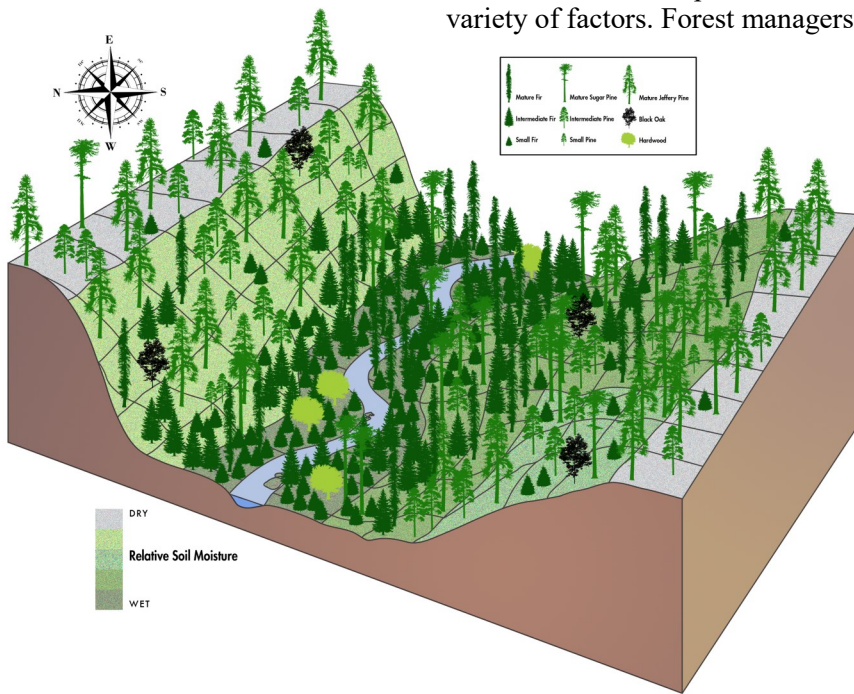 variety of factors. Forest managers
E
N
S
W
Mature Fir
Mature Sugar Pine
Mature Jeffery Pine
Intermediate Fir
Intermediate Pine
Black Oak
Small Fir
Small Pine
Hardwood
DRY
Relative Soil Moisture
WET